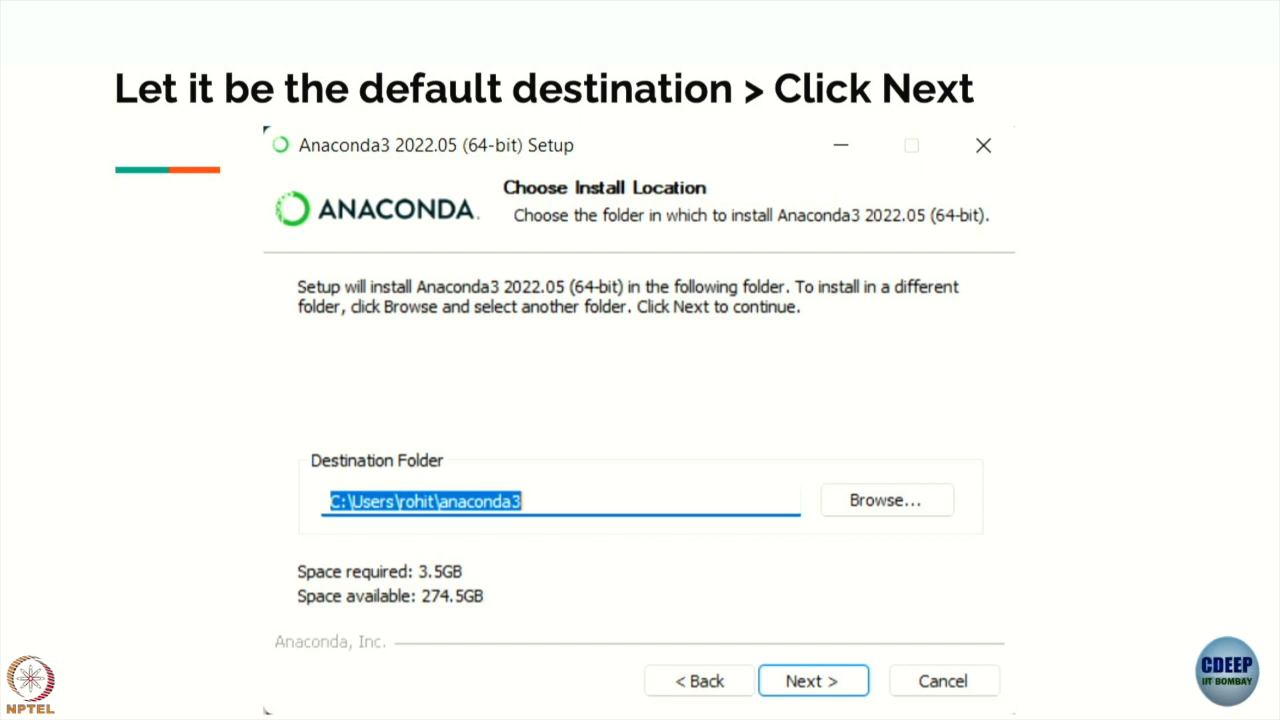 Let it be the default destination > Click Next
Anaconda3 2022.05 (64-bit) Setup
ANACONDA.
Choose Install Location
Choose the folder in which to install Anaconda3 2022.05 (64-bit).
Setup will install Anaconda3 2022.05 (64-bit) in the following folder. To install in a different
folder, click Browse and select another folder. Click Next to continue.
Destination Folder
C:\Users\rohit\anaconda3
Browse...
Space required: 3.5GB
Space available: 274.5GB
Anaconda, Inc.
< Back
Next >
Cancel
NPTEL
CDEEP
IIT BOMBAY